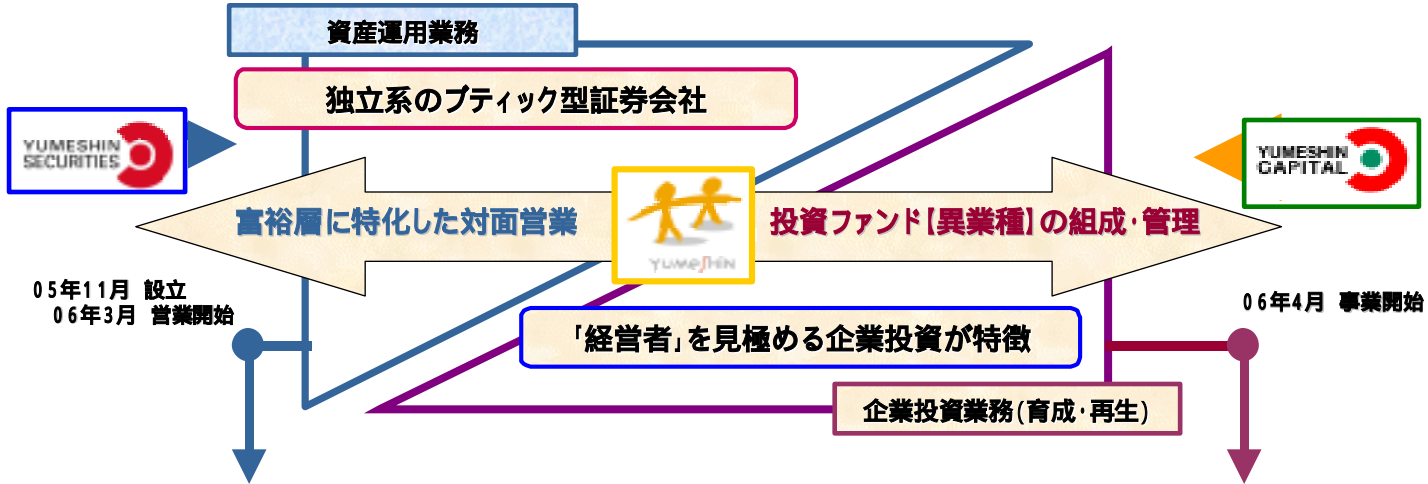 資産運用業務
独立系のブティック型証券会社
YUMESHIN
SECURITIES
YUMESHIN
CAPITAL
富裕層に特化した対面営業
投資ファンド【異業種】の組成・管理
YUMESHIN
05年11月 設立
06年3月 営業開始
06年4月 事業開始
「経営者」を見極める企業投資が特徴
企業投資業務(育成・再生)